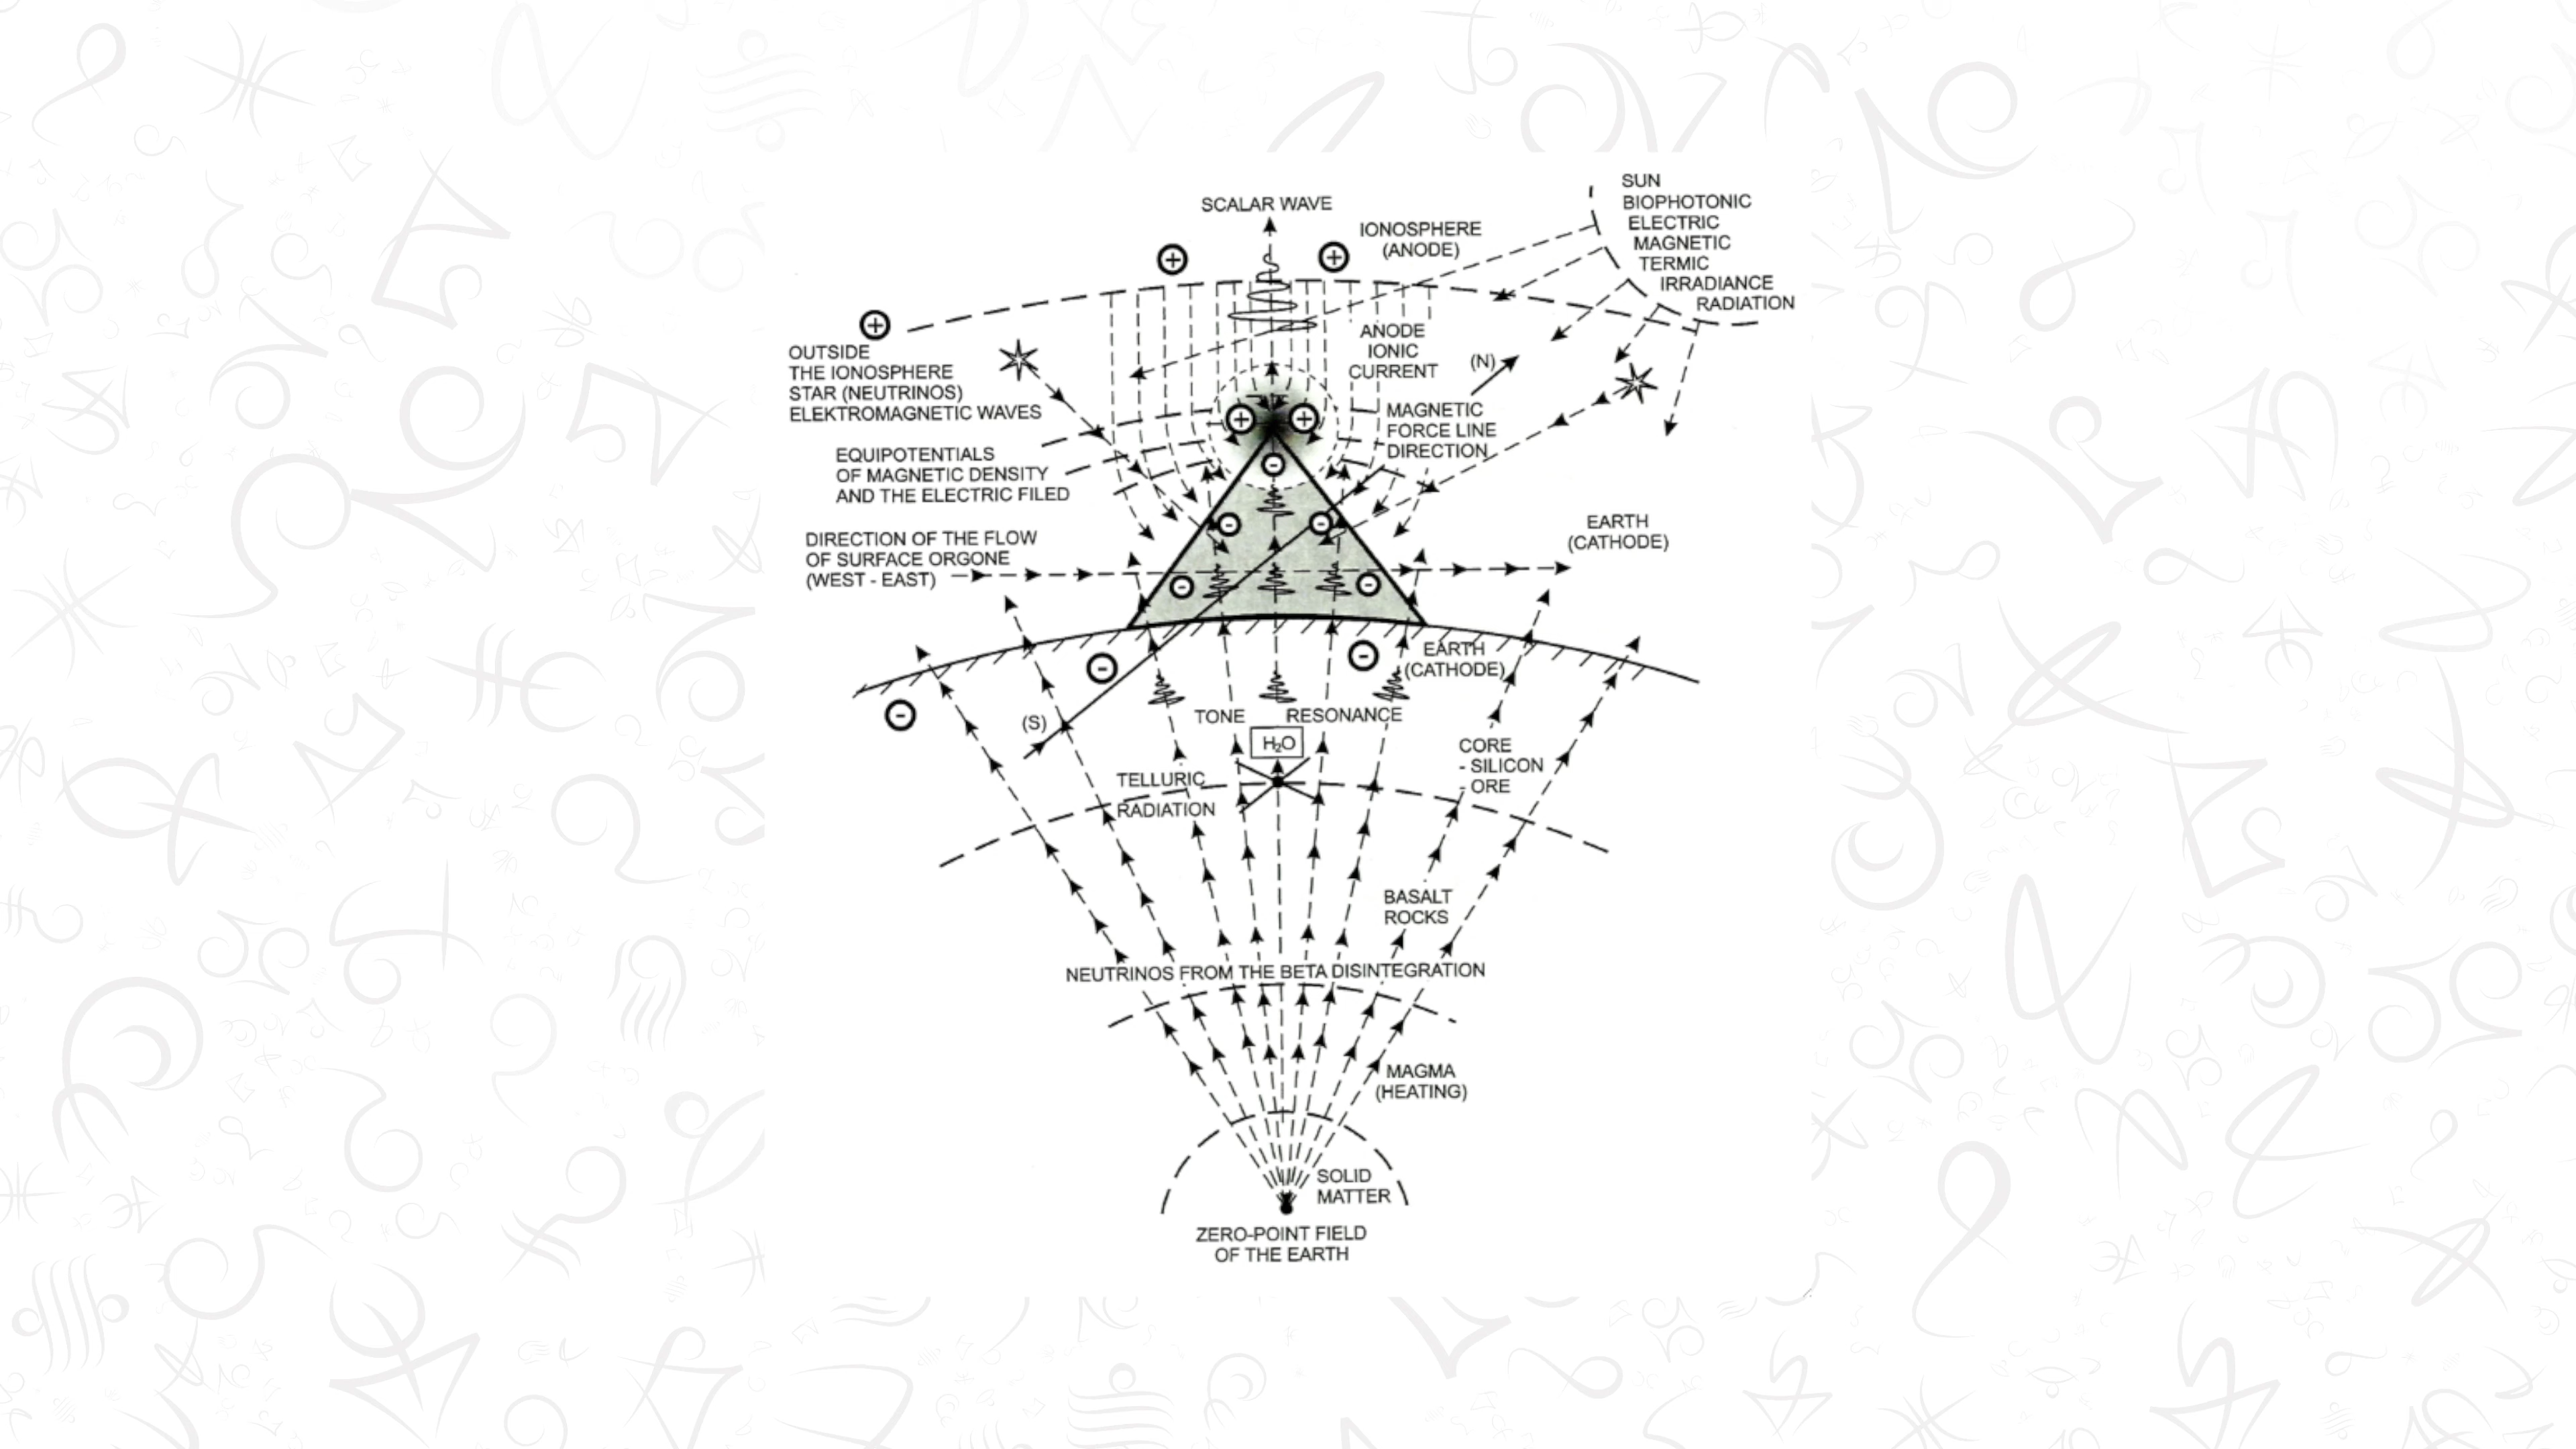 SCALAR WAVE
SUN
BIOPHOTONIC
ELECTRIC
MAGNETIC
TERMIC
IRRADIANCE
RADIATION
IONOSPHERE
(ANODE)
OUTSIDE
THE IONOSPHERE
STAR (NEUTRINOS)
ELEKTROMAGNETIC WAVES
ANODE
IONIC
CURRENT
(N)
MAGNETIC
FORCE LINE
DIRECTION
EQUIPOTENTIALS
OF MAGNETIC DENSITY
AND THE ELECTRIC FILED
DIRECTION OF THE FLOW
OF SURFACE ORGONE
(WEST - EAST)
EARTH
(CATHODE)
EARTH
(CATHODE)
(S)
TONE RESONANCE
H₂O
TELLURIC
RADIATION
CORE
- SILICON
- ORE
BASALT
ROCKS
NEUTRINOS FROM THE BETA DISINTEGRATION
MAGMA
(HEATING)
SOLID
MATTER
ZERO-POINT FIELD
OF THE EARTH